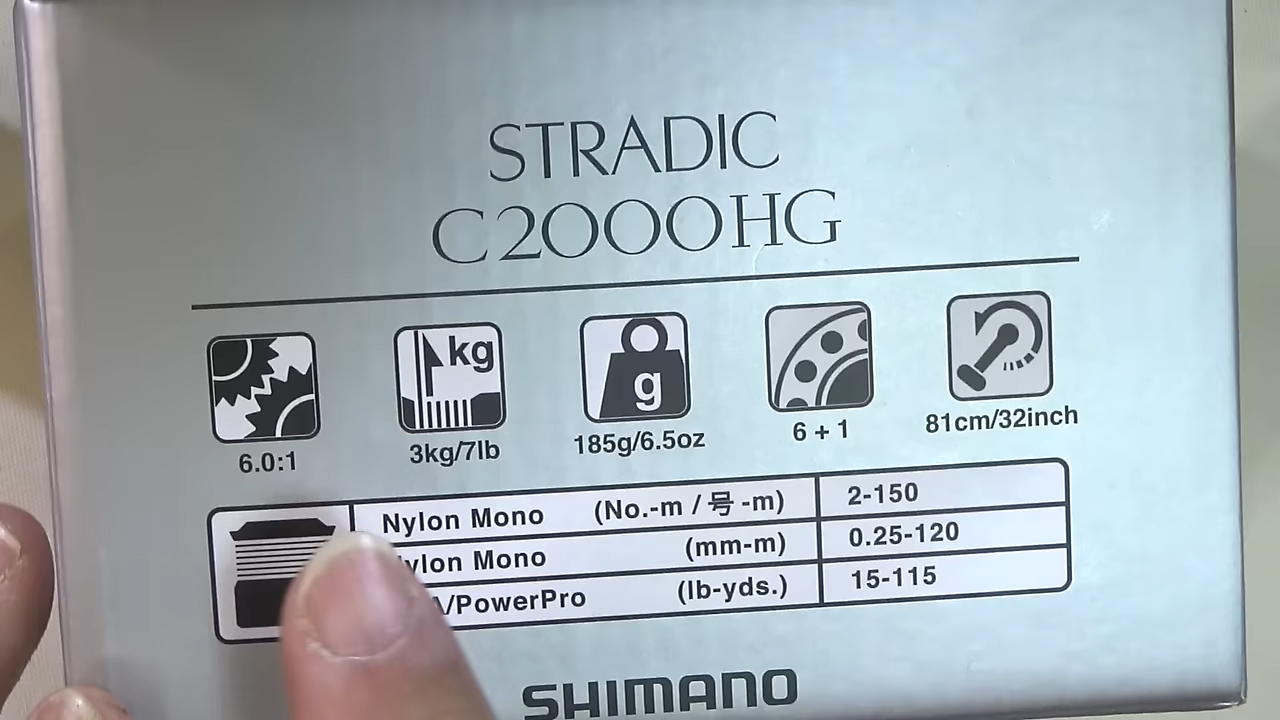 STRADIC
C2000HG
kg
g
6.0:1 3kg/7lb 185g/6.5oz 6 + 1 81cm/32inch
Nylon Mono (No.-m / 号 -m) 2-150
Mono (mm-m) 0.25-120
/PowerPro (lb-yds.) 15-115
SHIMANO